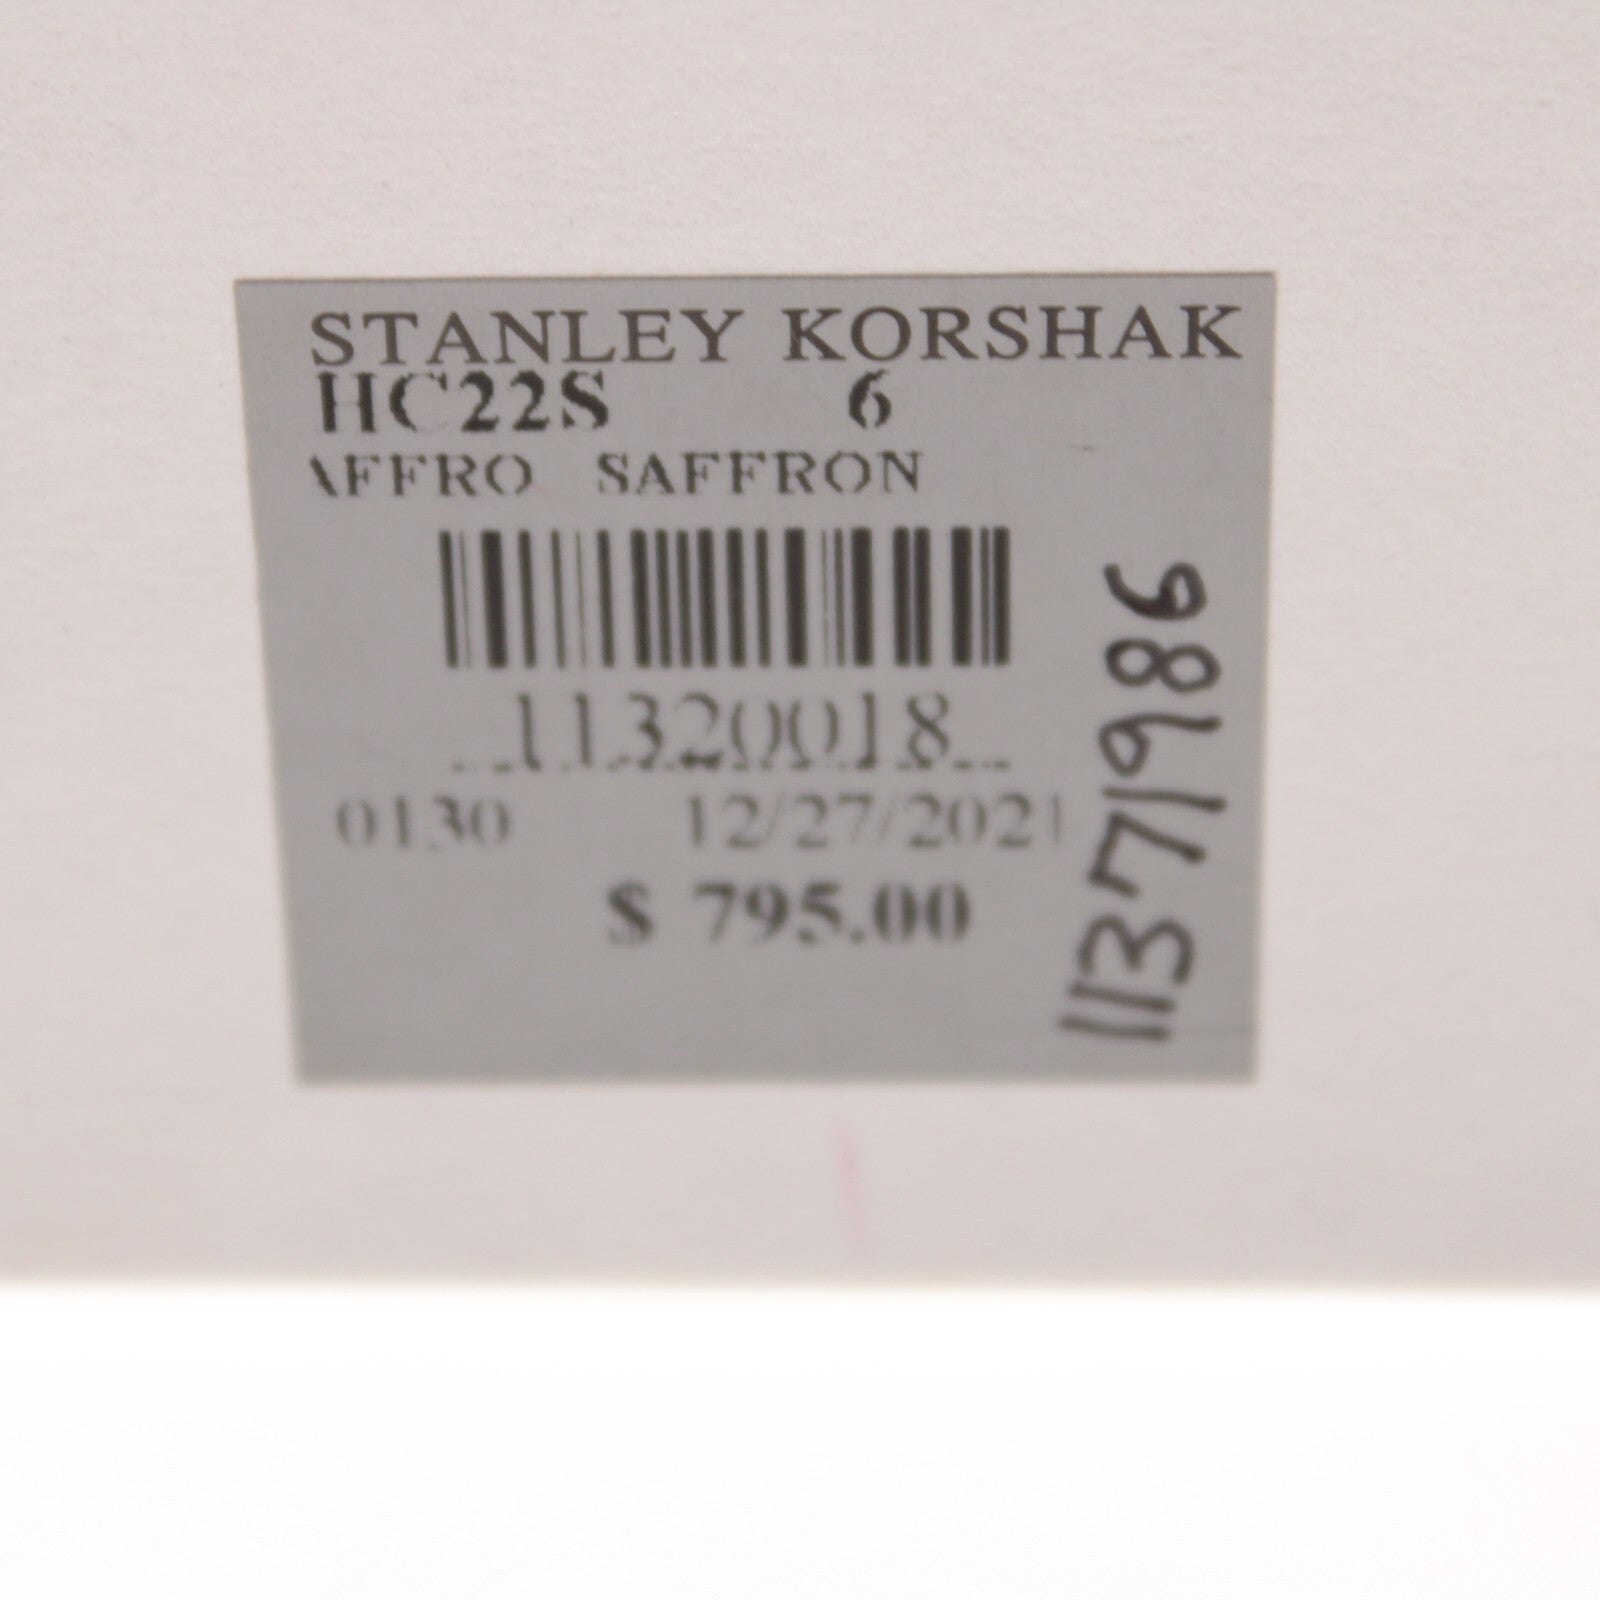 STANLEY KORSHAK
HC22S 6
AFFRO SAFFRON
11320018
0130 12/27/2021
$ 795.00
11371986